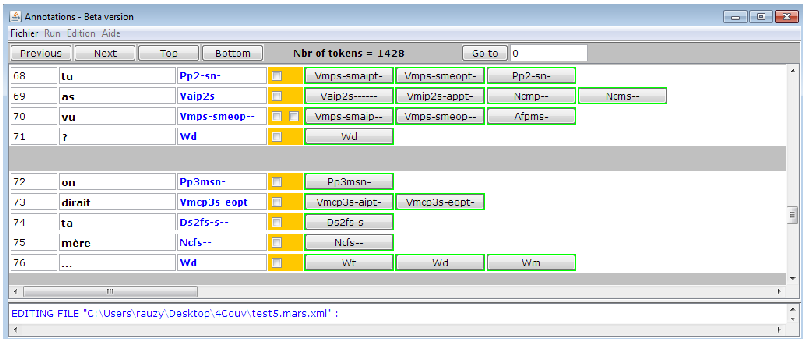 Annotations - Beta version
Fichier Run Edition Aide
Previous Next Top Bottom Nbr of tokens = 1428 Go to 0
68 tu Pp2-sn- Vmps-smaipt- Vmps-smeopt- Pp2-sn-
69 as Vaip2s Vaip2s------ Vmip2s-appt- Ncmp-- Ncms--
70 vu Vmps-smeop-- Vmps-smaip-- Vmps-smeop-- Afpms-
71 ? Wd Wd
72 on Pp3msn- Pp3msn-
73 dirait Vmcp3s eopt Vmcp3s-aipt- Vmcp3s-eopt-
74 ta Ds2fs-s-- Ds2fs-s
75 mère Ncfs-- Ncfs--
76 ... Wd Wt Wd Wm
EDITING FILE "C:\Users\rauzy\Desktop\4Couv\test5.mars.xml" :